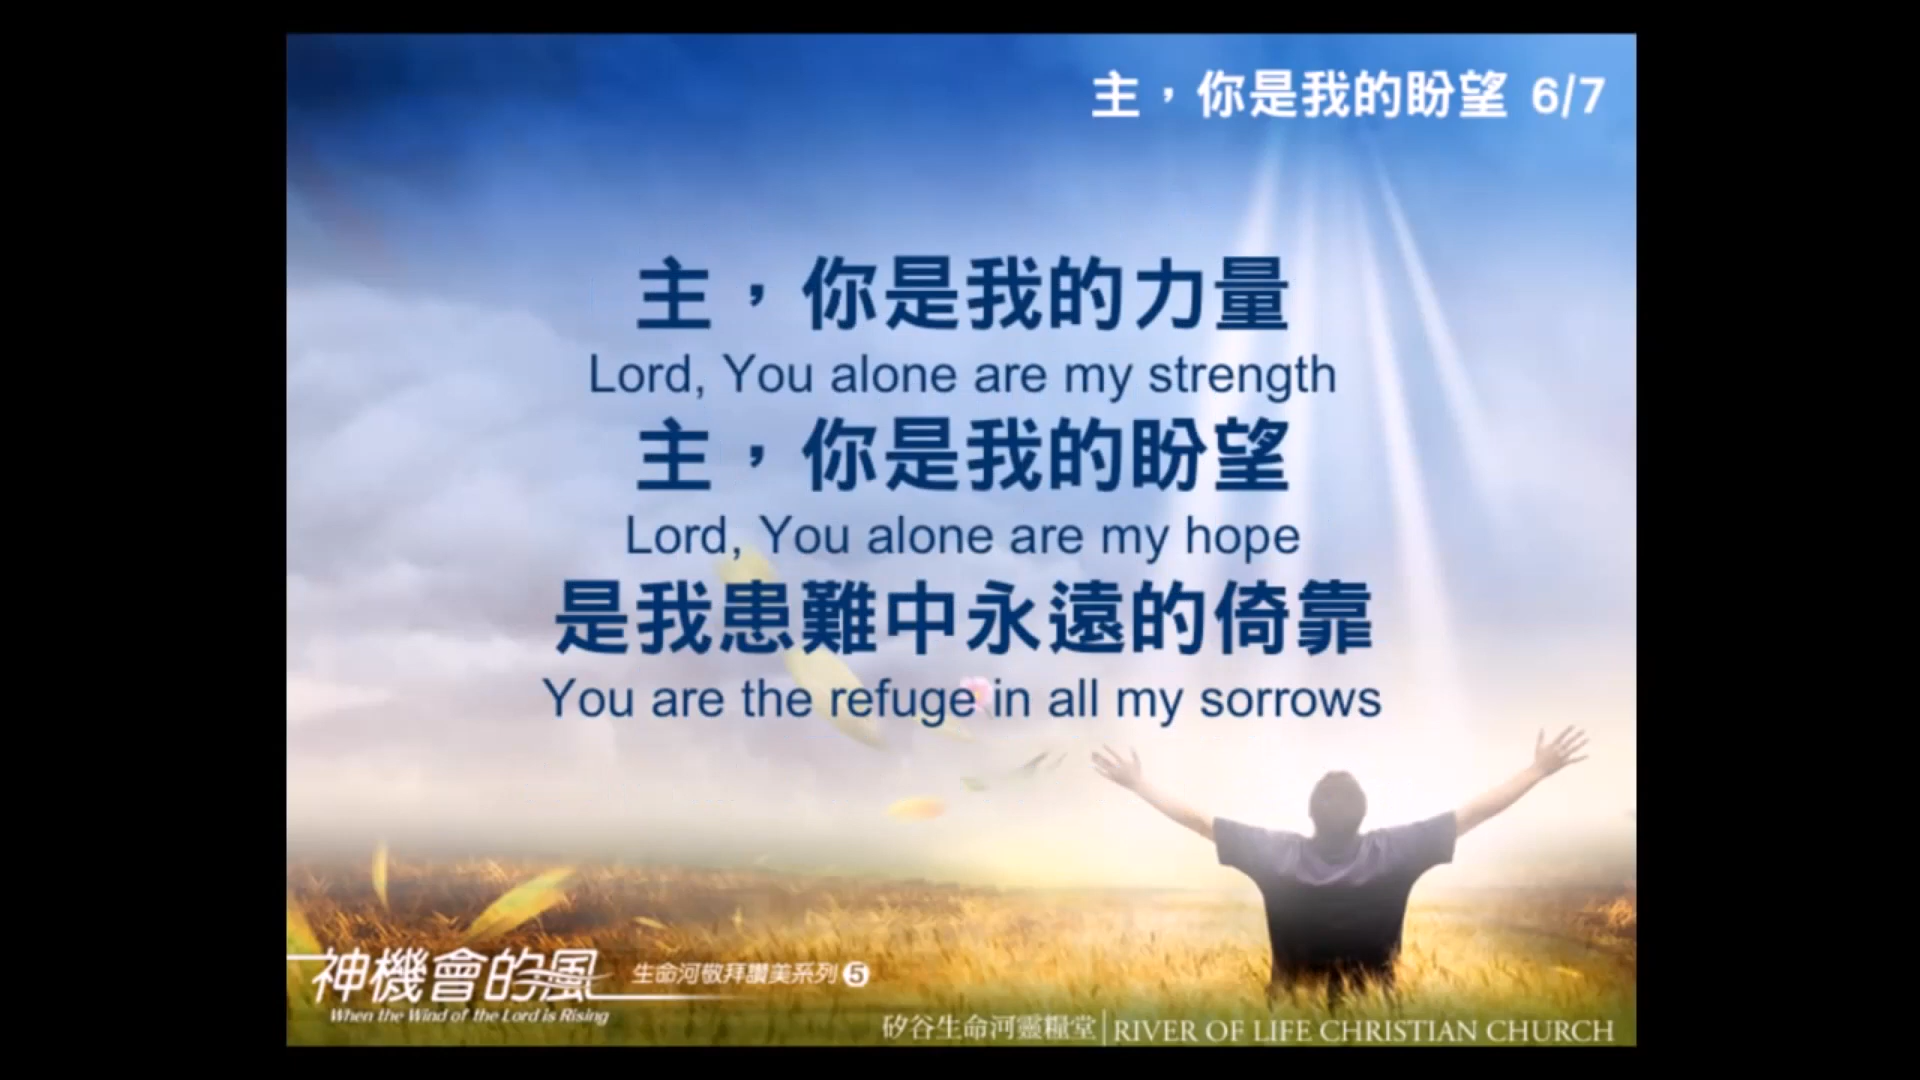 主，你是我的盼望 6/7
主，你是我的力量
Lord, You alone are my strength
主，你是我的盼望
Lord, You alone are my hope
是我患難中永遠的倚靠
You are the refuge in all my sorrows
神機會的風 生命河敬拜讚美系列❺
When the Wind of the Lord is Rising
矽谷生命河靈糧堂 | RIVER OF LIFE CHRISTIAN CHURCH